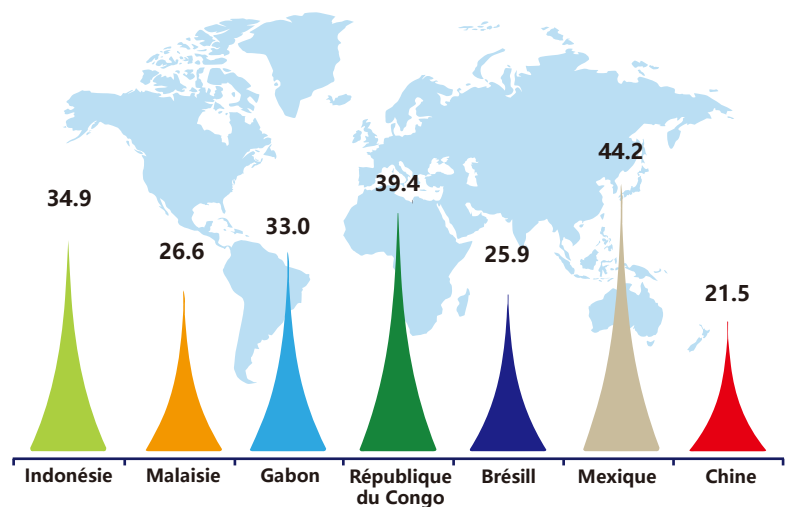 44.2
39.4
34.9
33.0
26.6
25.9
21.5
Indonésie
Malaisie
Gabon
République
du Congo
Brésill
Mexique
Chine